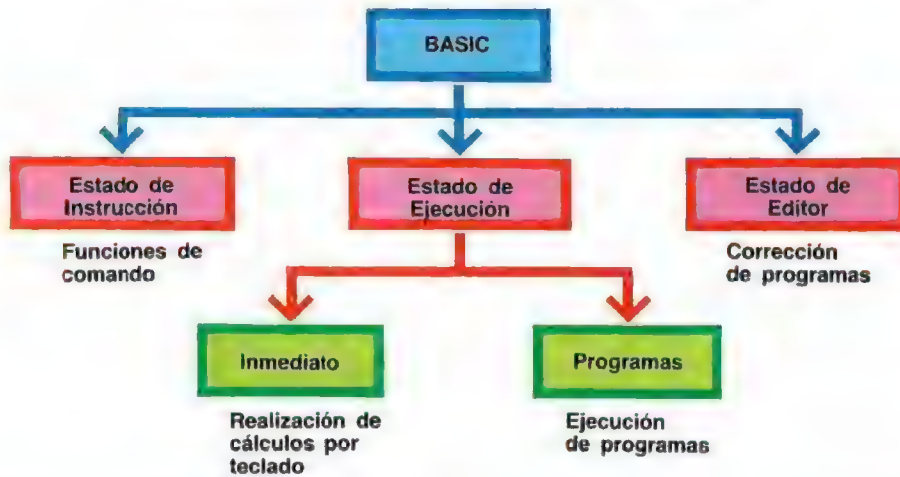 BASIC
Estado de
Instrucción
Funciones de
comando
Estado de
Ejecución
Estado de
Editor
Corrección
de programas
Inmediato
Realización de
cálculos por
teclado
Programas
Ejecución
de programas